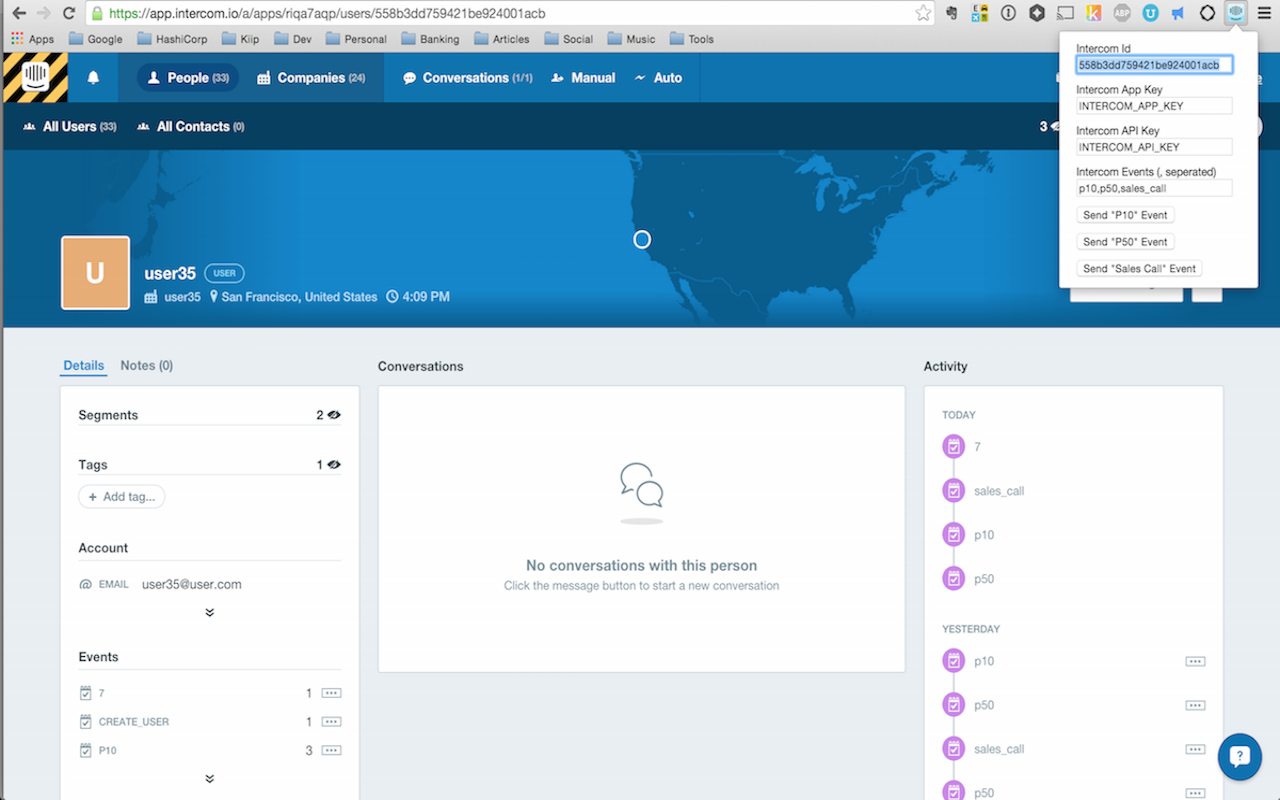 https://app.intercom.io/a/apps/riqa7aqp/users/558b3dd759421be924001acb
Apps Google HashiCorp Kiip Dev Personal Banking Articles Social Music Tools
People (33) Companies (24) Conversations (1/1) Manual Auto
All Users (33) All Contacts (0) 3
Intercom Id
558b3dd759421be924001acb
Intercom App Key
INTERCOM_APP_KEY
Intercom API Key
INTERCOM_API_KEY
Intercom Events (, seperated)
p10,p50,sales_call
Send "P10" Event
Send "P50" Event
Send "Sales Call" Event
U
user35 USER
user35 San Francisco, United States 4:09 PM
Details Notes (0)
Segments 2
Tags 1
+ Add tag...
Account
@ EMAIL user35@user.com
Events
7 1
CREATE_USER 1
P10 3
Conversations
No conversations with this person
Click the message button to start a new conversation
Activity
TODAY
7
sales_call
p10
p50
YESTERDAY
p10
p50
sales_call
p50